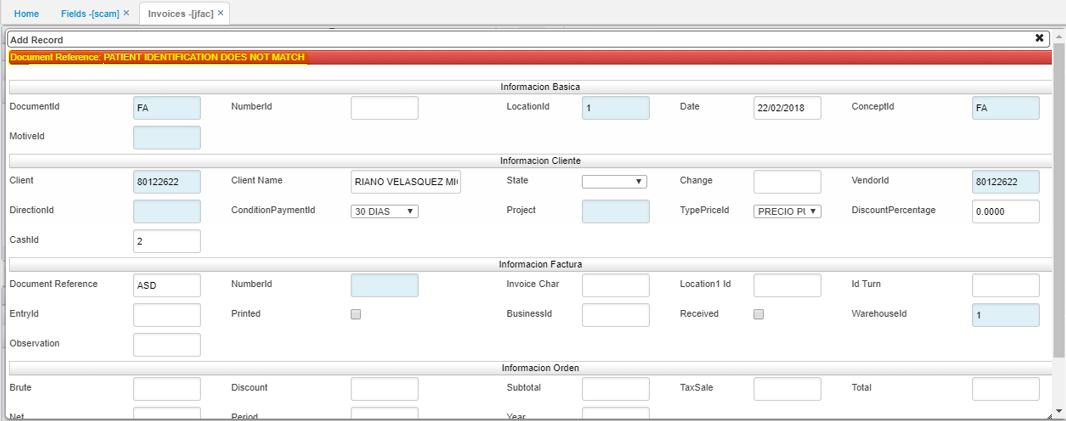 Home Fields -[scam] × Invoices -[jfac] ×
Add Record ✖
Document Reference: PATIENT IDENTIFICATION DOES NOT MATCH
Informacion Basica
DocumentId FA NumberId LocationId 1 Date 22/02/2018 ConceptId FA
MotiveId
Informacion Cliente
Client 80122622 Client Name RIANO VELASQUEZ MI State Change VendorId 80122622
DirectionId ConditionPaymentId 30 DIAS Project TypePriceId PRECIO PU DiscountPercentage 0.0000
CashId 2
Informacion Factura
Document Reference ASD NumberId Invoice Char Location1 Id Id Turn
EntryId Printed BusinessId Received WarehouseId 1
Observation
Informacion Orden
Brute Discount Subtotal TaxSale Total
Net Period Year